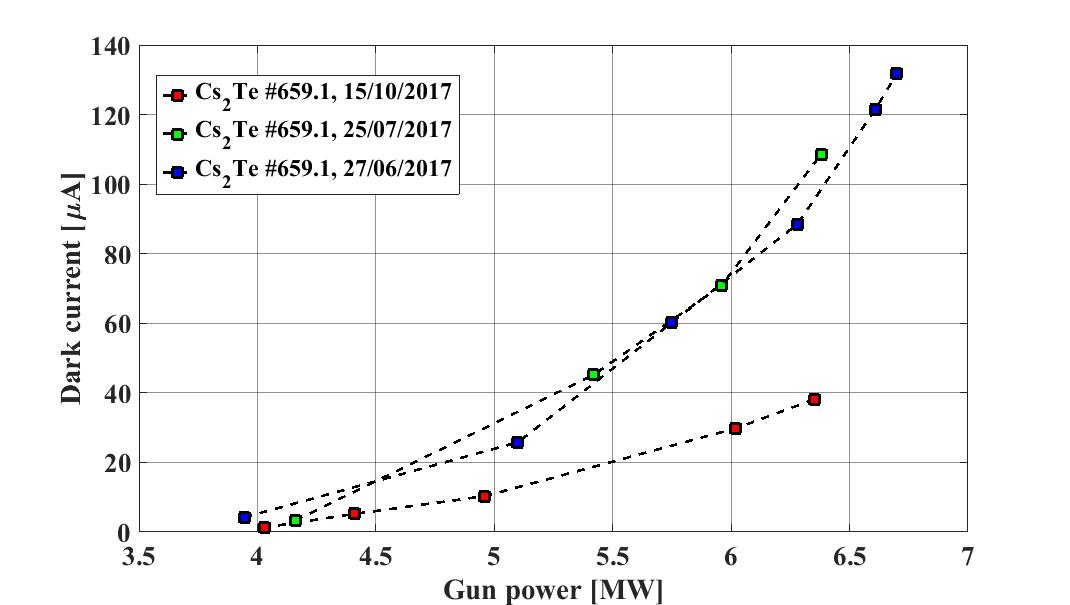 140
120
100
80
60
40
20
0
Dark current [μA]
Cs₂Te #659.1, 15/10/2017
Cs₂Te #659.1, 25/07/2017
Cs₂Te #659.1, 27/06/2017
3.5 4 4.5 5 5.5 6 6.5 7
Gun power [MW]